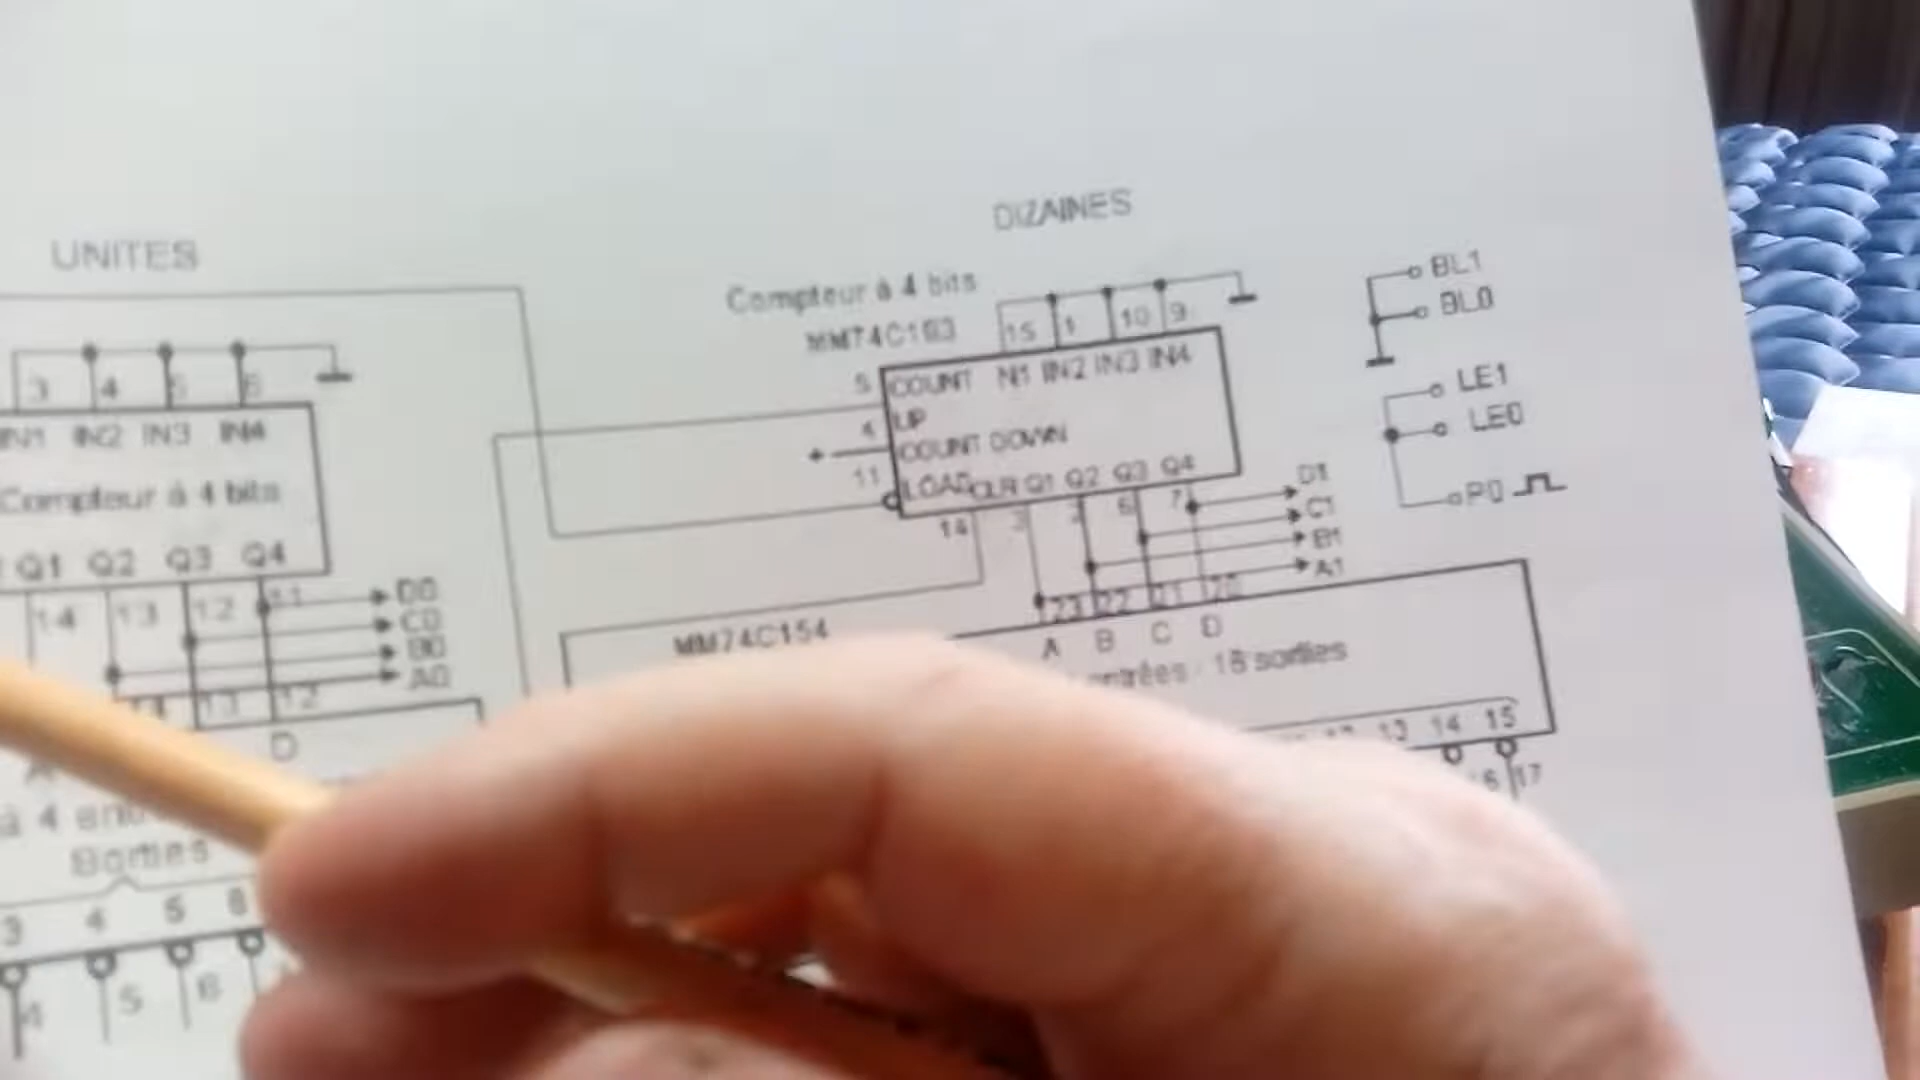 UNITES
DIZAINES
Compteur à 4 bits
15 1 10 9
5 COUNT IN1 IN2 IN3 IN4
UP
4 COUNT DOWN
11 LOAD CLR Q1 Q2 Q3 Q4
14 3 2 6 7
D1
C1
B1
A1
BL1
BL0
LE1
LE0
P0
3 4 5 6
IN1 IN2 IN3 IN4
Compteur à 4 bits
Q1 Q2 Q3 Q4
14 13 12 11
D0
C0
B0
A0
MM74C154
23 22 21 20
A B C D
entrées 16 sorties
13 14 15
17
D
à 4
Sorties
3 4 5 6
4 5 6